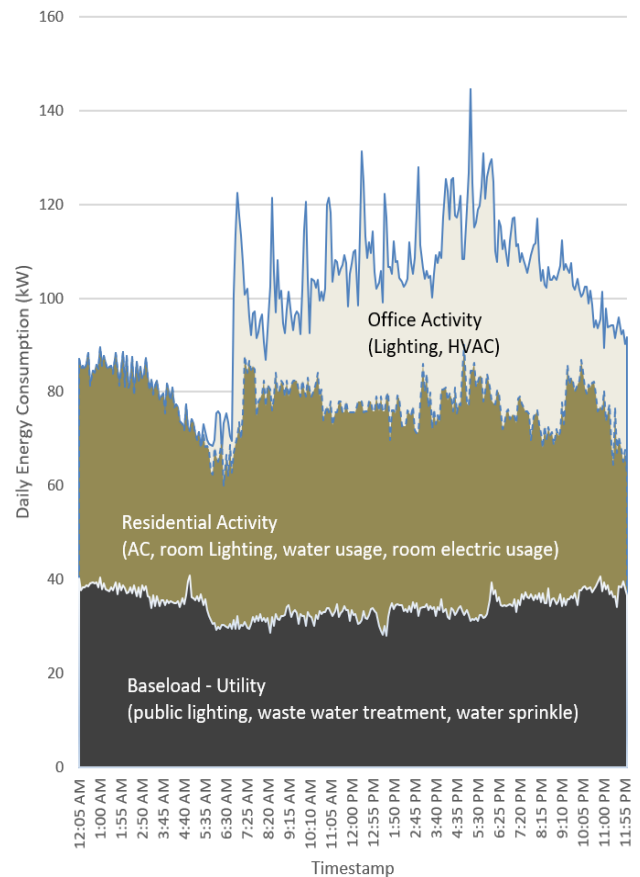 160
140
120
100
80
60
40
20
0
Daily Energy Consumption (kW)
Office Activity
(Lighting, HVAC)
Residential Activity
(AC, room Lighting, water usage, room electric usage)
Baseload - Utility
(public lighting, waste water treatment, water sprinkle)
12:05 AM
1:00 AM
1:55 AM
2:50 AM
3:45 AM
4:40 AM
5:35 AM
6:30 AM
7:25 AM
8:20 AM
9:15 AM
10:10 AM
11:05 AM
12:00 PM
12:55 PM
1:50 PM
2:45 PM
3:40 PM
4:35 PM
5:30 PM
6:25 PM
7:20 PM
8:15 PM
9:10 PM
10:05 PM
11:00 PM
11:55 PM
Timestamp